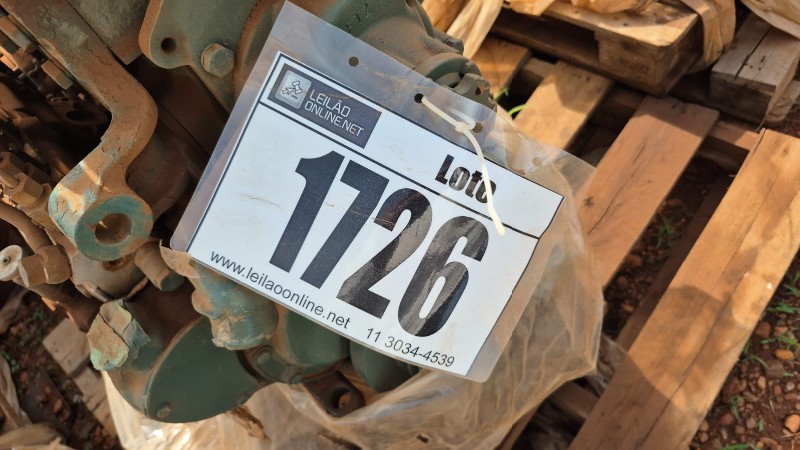 LEILÃO
ONLINE.NET
Lote
1726
www.leilaoonline.net 11 3034-4539